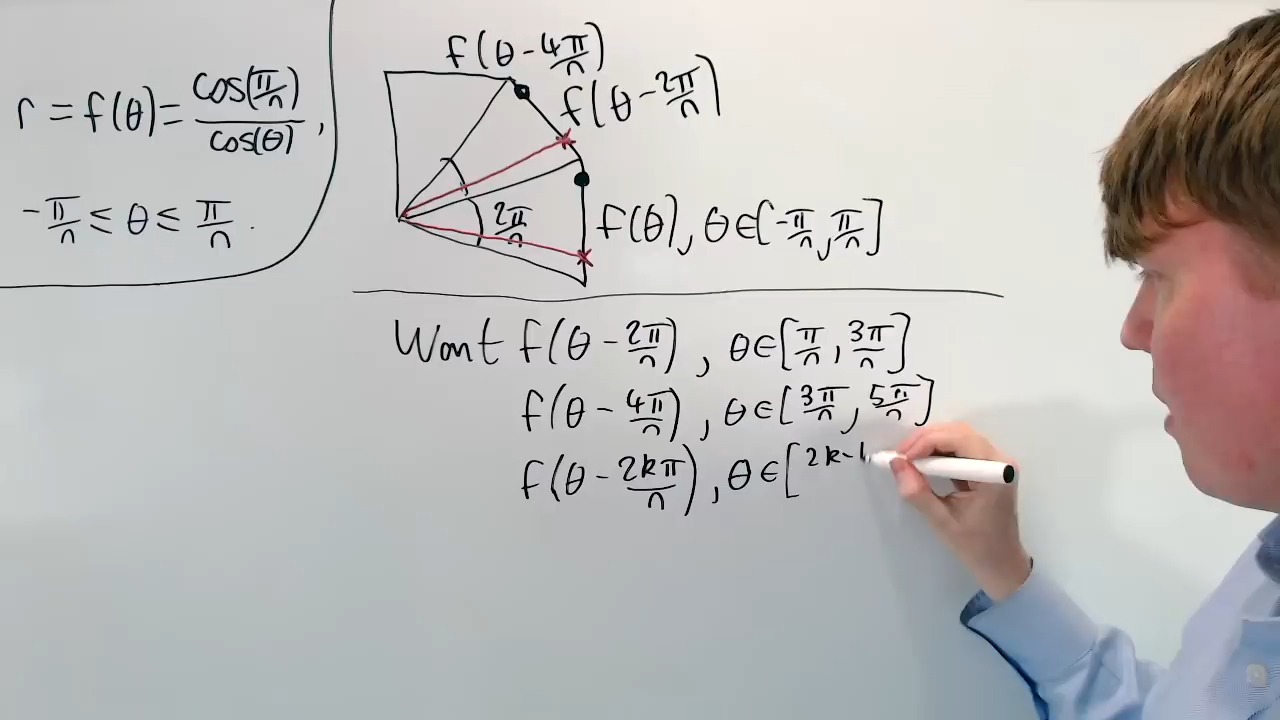 r = f(θ) = cos(π/n)/cos(θ),
-π/n ≤ θ ≤ π/n.
f(θ - 4π/n)
f(θ - 2π/n)
2π/n
f(θ), θ∈[-π/n, π/n]
Want f(θ - 2π/n), θ∈[π/n, 3π/n]
f(θ - 4π/n), θ∈[3π/n, 5π/n]
f(θ - 2kπ/n), θ∈[2k-1